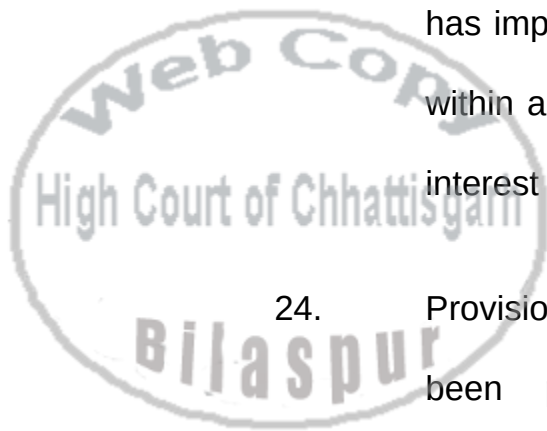 has imp
Web Copy
within a
High Court of Chhattisgarh
interest
24. Provisio
Bilaspur
been